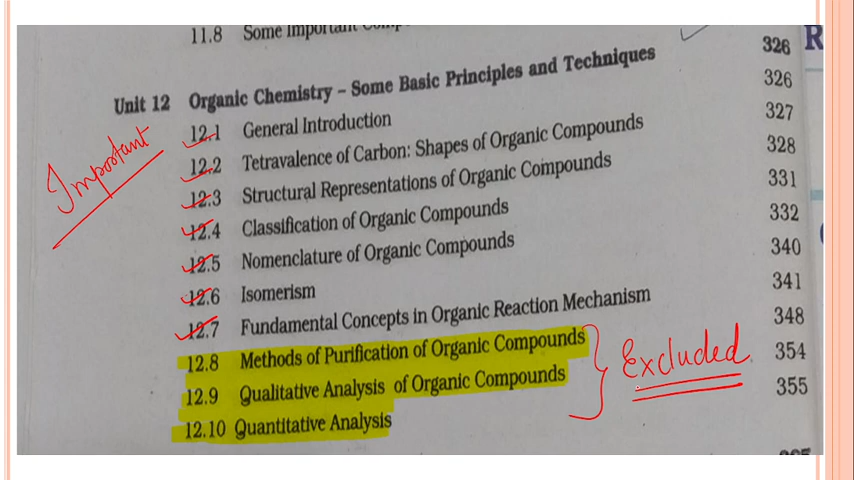 11.8 Some Important
Unit 12 Organic Chemistry – Some Basic Principles and Techniques 326
12.1 General Introduction 326
12.2 Tetravalence of Carbon: Shapes of Organic Compounds 327
12.3 Structural Representations of Organic Compounds 328
12.4 Classification of Organic Compounds 331
12.5 Nomenclature of Organic Compounds 332
12.6 Isomerism 340
12.7 Fundamental Concepts in Organic Reaction Mechanism 341
12.8 Methods of Purification of Organic Compounds 348
12.9 Qualitative Analysis of Organic Compounds 354
12.10 Quantitative Analysis 355
Important
Excluded